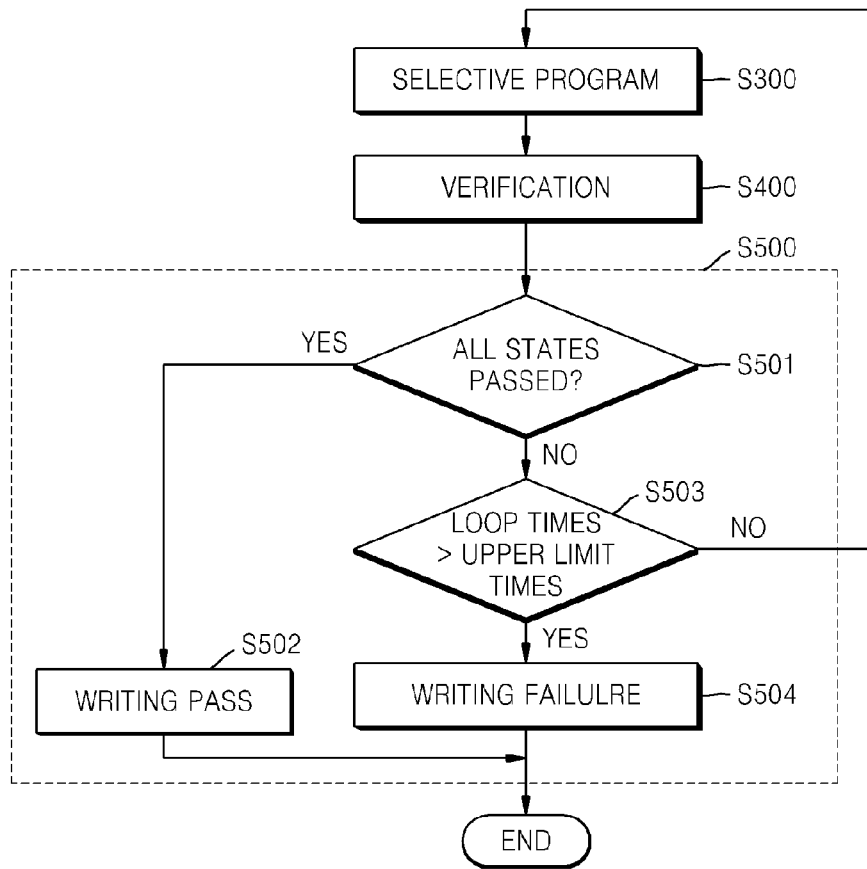 SELECTIVE PROGRAM
S300
VERIFICATION
S400
S500
YES
ALL STATES
PASSED?
S501
NO
S503
LOOP TIMES
> UPPER LIMIT
TIMES
NO
YES
S502
WRITING PASS
WRITING FAILULRE
S504
END